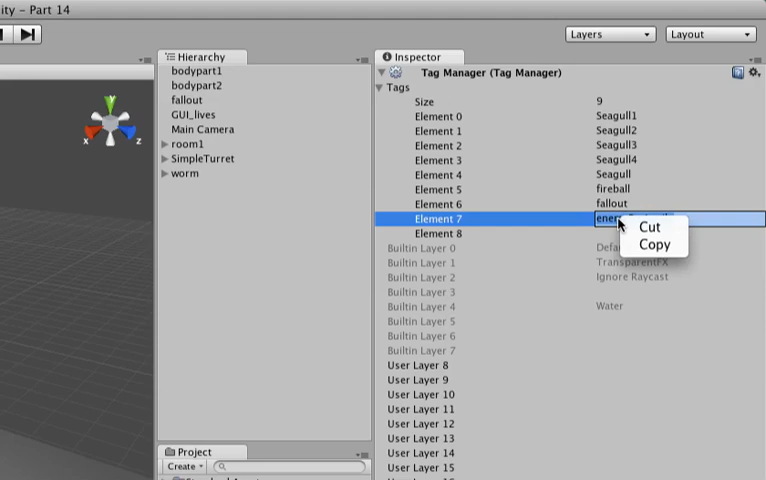 ity - Part 14
Layers
Layout
Hierarchy
bodypart1
bodypart2
fallout
GUI_lives
Main Camera
room1
SimpleTurret
worm
Project
Create
Inspector
Tag Manager (Tag Manager)
Tags
Size 9
Element 0 Seagull1
Element 1 Seagull2
Element 2 Seagull3
Element 3 Seagull4
Element 4 Seagull
Element 5 fireball
Element 6 fallout
Element 7
Cut
Copy
Element 8
Builtin Layer 0 Defa
Builtin Layer 1 TransparentFX
Builtin Layer 2 Ignore Raycast
Builtin Layer 3
Builtin Layer 4 Water
Builtin Layer 5
Builtin Layer 6
Builtin Layer 7
User Layer 8
User Layer 9
User Layer 10
User Layer 11
User Layer 12
User Layer 13
User Layer 14
User Layer 15
y
x
z